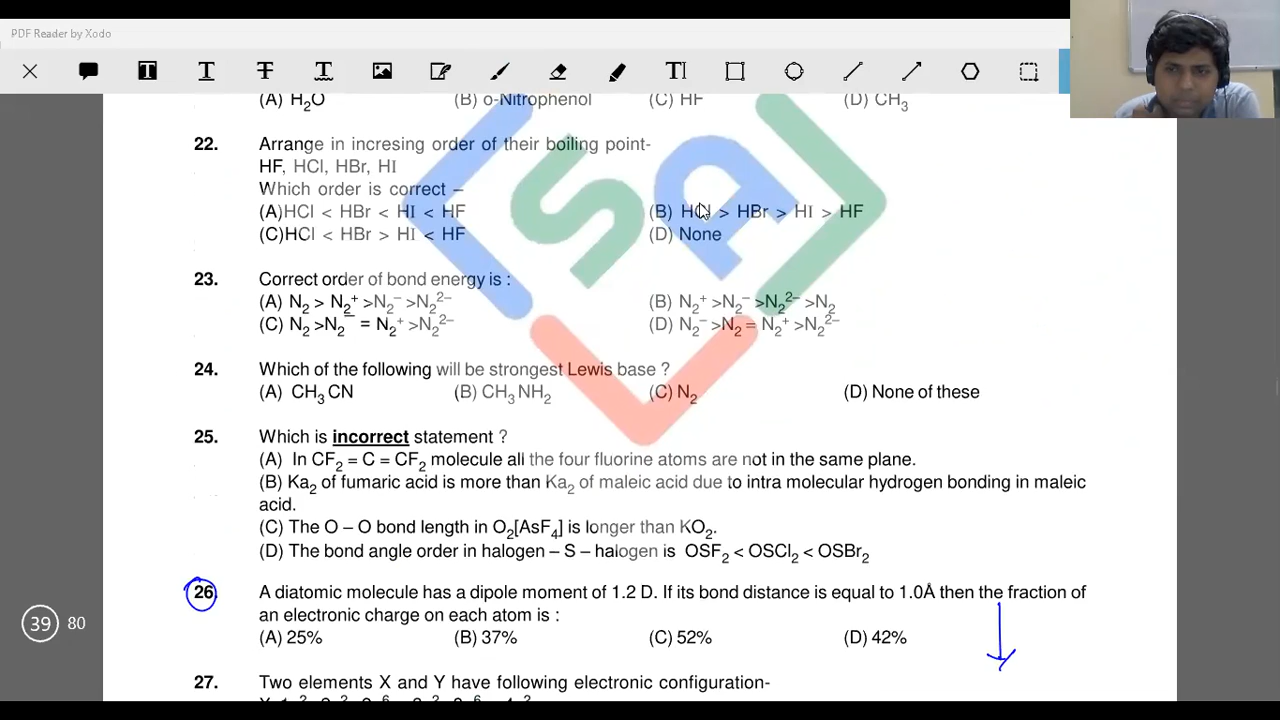 PDF Reader by Xodo
(A) H₂O (B) o-Nitrophenol (C) HF (D) CH₃
22. Arrange in incresing order of their boiling point-
HF, HCl, HBr, HI
Which order is correct –
(A)HCl < HBr < HI < HF (B) HCl > HBr > HI > HF
(C)HCl < HBr > HI < HF (D) None
23. Correct order of bond energy is :
(A) N₂ > N₂⁺ >N₂⁻ >N₂²⁻ (B) N₂⁺ >N₂⁻ >N₂²⁻ >N₂
(C) N₂ >N₂⁻ = N₂⁺ >N₂²⁻ (D) N₂⁻ >N₂ = N₂⁺ >N₂²⁻
24. Which of the following will be strongest Lewis base ?
(A) CH₃ CN (B) CH₃ NH₂ (C) N₂ (D) None of these
25. Which is incorrect statement ?
(A) In CF₂ = C = CF₂ molecule all the four fluorine atoms are not in the same plane.
(B) Ka₂ of fumaric acid is more than Ka₂ of maleic acid due to intra molecular hydrogen bonding in maleic
acid.
(C) The O – O bond length in O₂[AsF₄] is longer than KO₂.
(D) The bond angle order in halogen – S – halogen is OSF₂ < OSCl₂ < OSBr₂
26. A diatomic molecule has a dipole moment of 1.2 D. If its bond distance is equal to 1.0Å then the fraction of
an electronic charge on each atom is :
(A) 25% (B) 37% (C) 52% (D) 42%
39 80
27. Two elements X and Y have following electronic configuration-